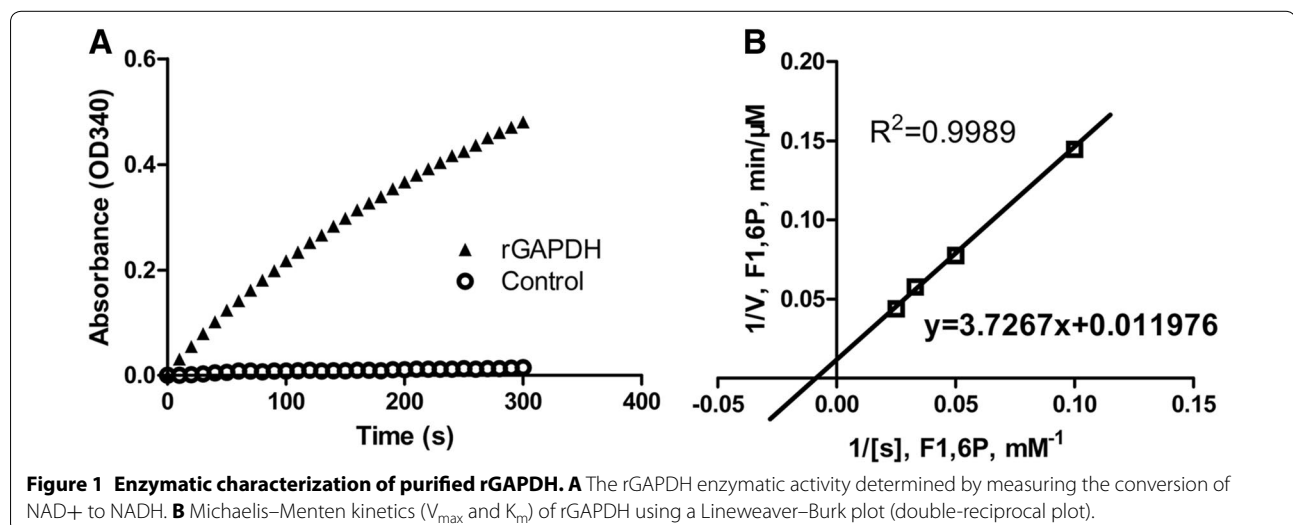 A
Absorbance (OD340)
0.6
0.4
0.2
0.0
0
100
200
300
400
Time (s)
rGAPDH
Control
B
1/V, F1,6P, min/μM
0.20
0.15
0.10
0.05
-0.05
0.00
0.05
0.10
0.15
1/[s], F1,6P, mM⁻¹
R²=0.9989
y=3.7267x+0.011976
Figure 1 Enzymatic characterization of purified rGAPDH. A The rGAPDH enzymatic activity determined by measuring the conversion of
NAD+ to NADH. B Michaelis–Menten kinetics (Vmax and Km) of rGAPDH using a Lineweaver–Burk plot (double-reciprocal plot).